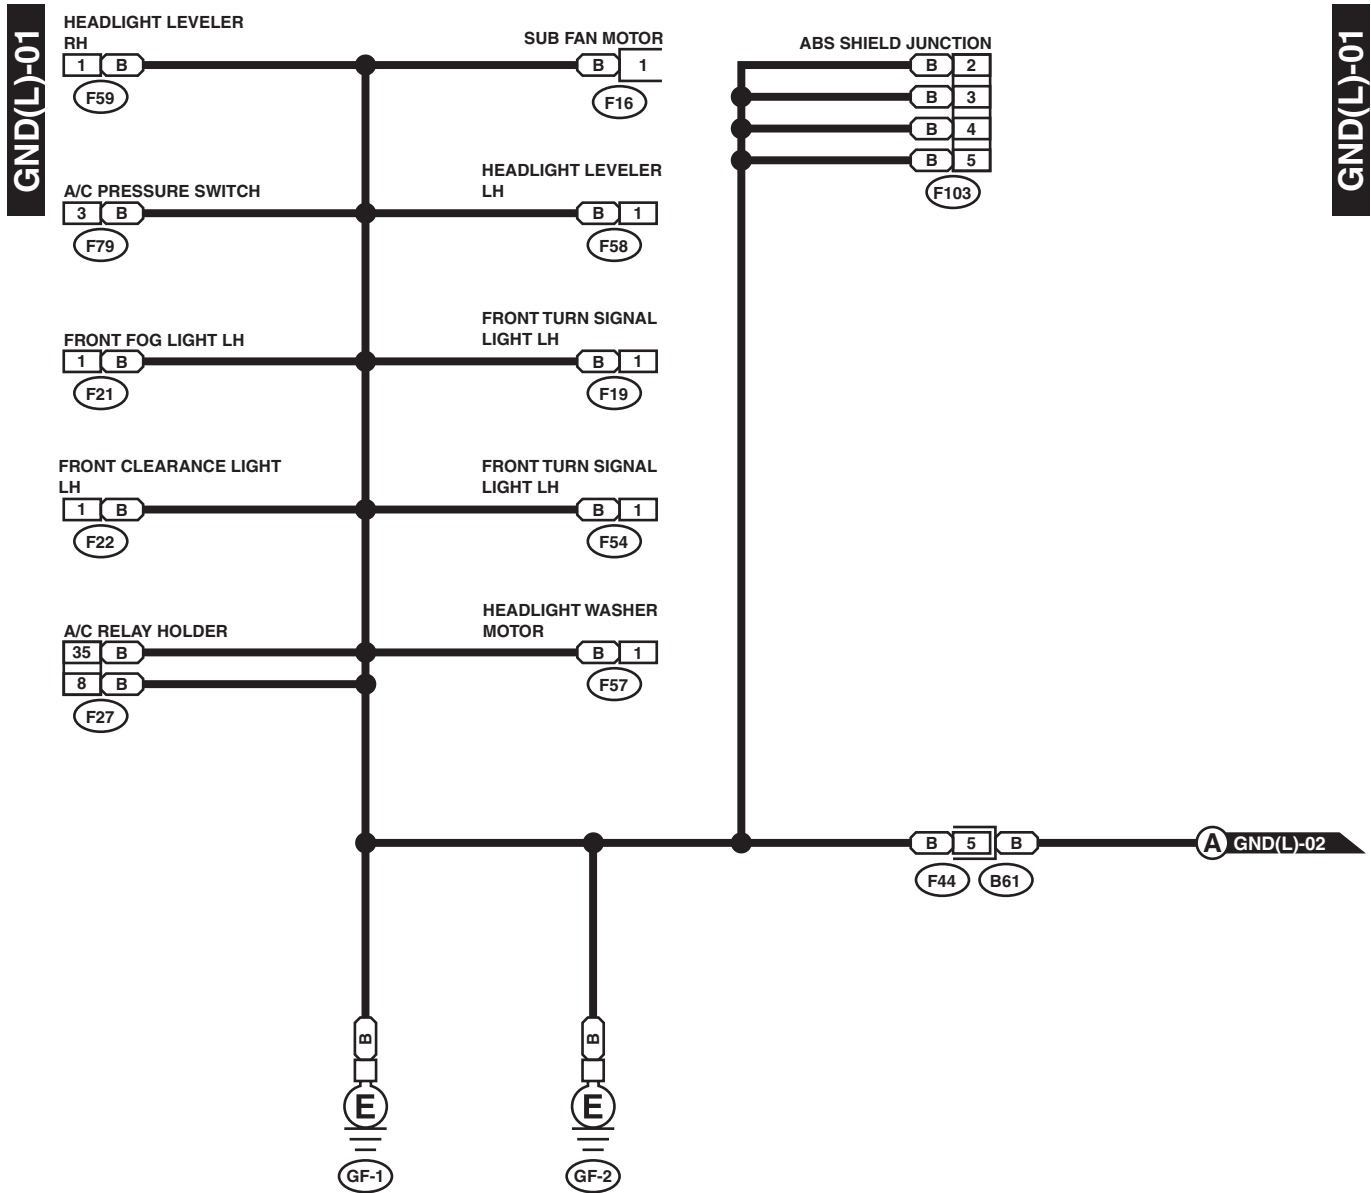 GND(L)-01
GND(L)-01
HEADLIGHT LEVELER
RH
1 B
F59
SUB FAN MOTOR
B 1
F16
ABS SHIELD JUNCTION
B 2
B 3
B 4
B 5
F103
A/C PRESSURE SWITCH
3 B
F79
HEADLIGHT LEVELER
LH
B 1
F58
FRONT FOG LIGHT LH
1 B
F21
FRONT TURN SIGNAL
LIGHT LH
B 1
F19
FRONT CLEARANCE LIGHT
LH
1 B
F22
FRONT TURN SIGNAL
LIGHT LH
B 1
F54
A/C RELAY HOLDER
35 B
8 B
F27
HEADLIGHT WASHER
MOTOR
B 1
F57
B 5 B
F44 B61
A GND(L)-02
B
E
GF-1
B
E
GF-2